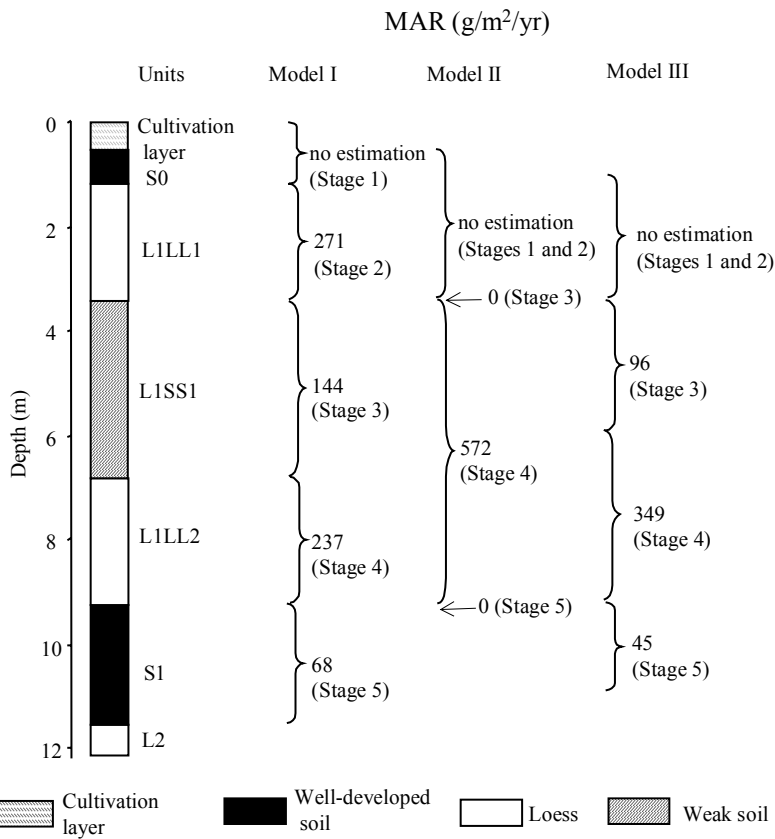 MAR (g/m²/yr)
Units
Model I
Model II
Model III
Depth (m)
0
2
4
6
8
10
12
Cultivation
layer
S0
L1LL1
L1SS1
L1LL2
S1
L2
no estimation
(Stage 1)
271
(Stage 2)
144
(Stage 3)
237
(Stage 4)
68
(Stage 5)
no estimation
(Stages 1 and 2)
0 (Stage 3)
572
(Stage 4)
0 (Stage 5)
no estimation
(Stages 1 and 2)
96
(Stage 3)
349
(Stage 4)
45
(Stage 5)
Cultivation
layer
Well-developed
soil
Loess
Weak soil